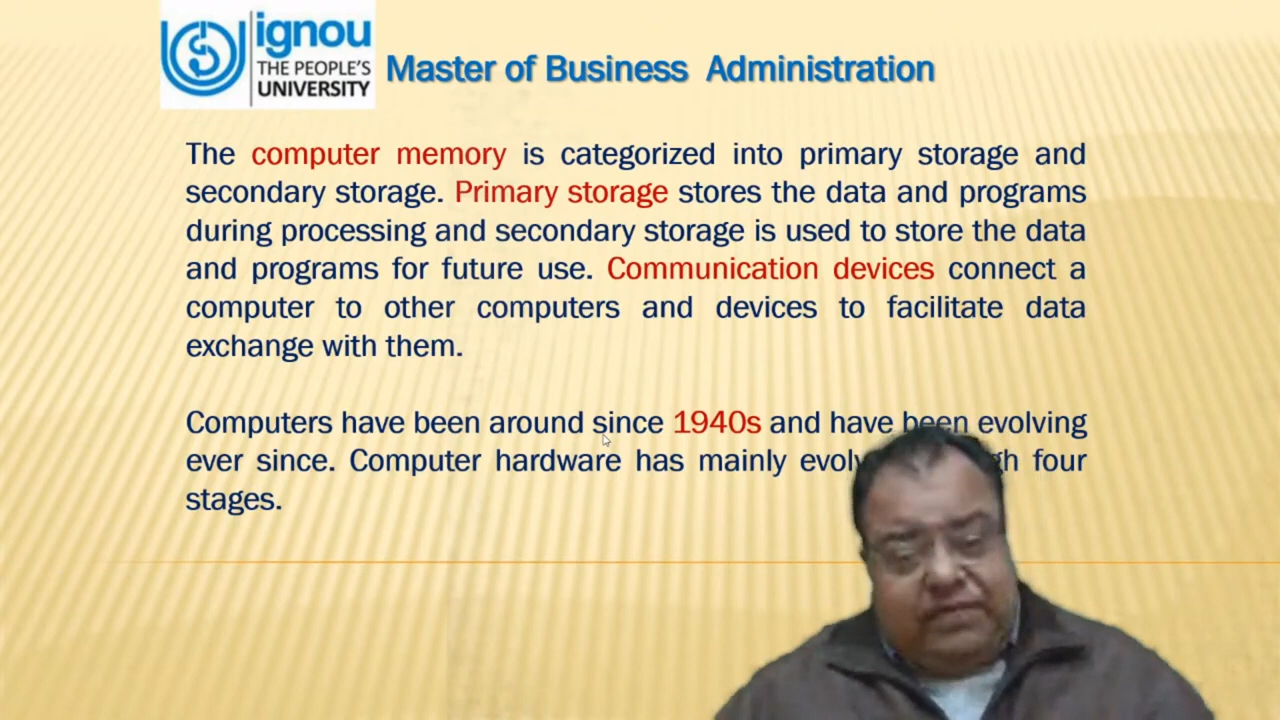 ignou
THE PEOPLE'S
UNIVERSITY
Master of Business Administration
The computer memory is categorized into primary storage and
secondary storage. Primary storage stores the data and programs
during processing and secondary storage is used to store the data
and programs for future use. Communication devices connect a
computer to other computers and devices to facilitate data
exchange with them.
Computers have been around since 1940s and have been evolving
ever since. Computer hardware has mainly four
stages.